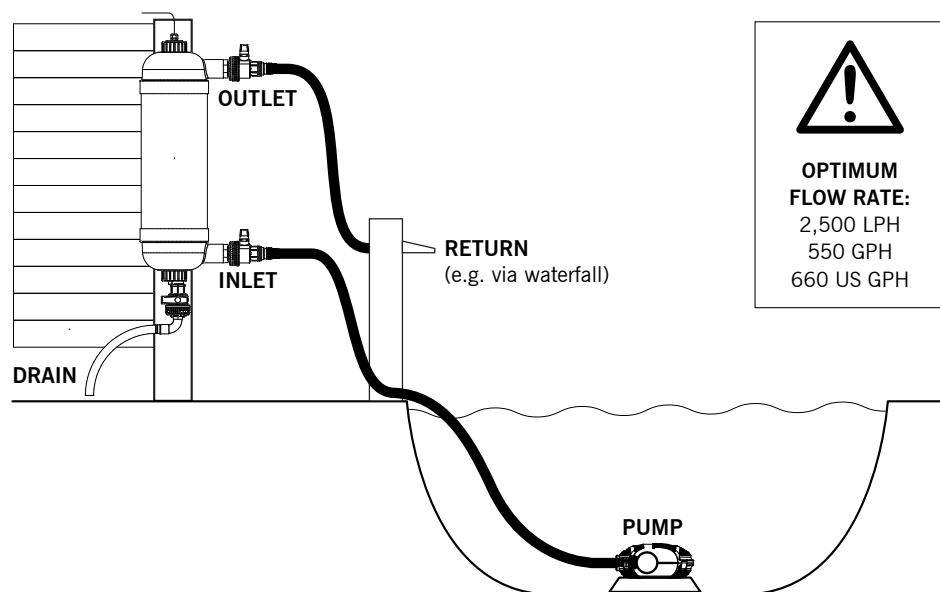 OUTLET
INLET
DRAIN
RETURN
(e.g. via waterfall)
PUMP
OPTIMUM
FLOW RATE:
2,500 LPH
550 GPH
660 US GPH